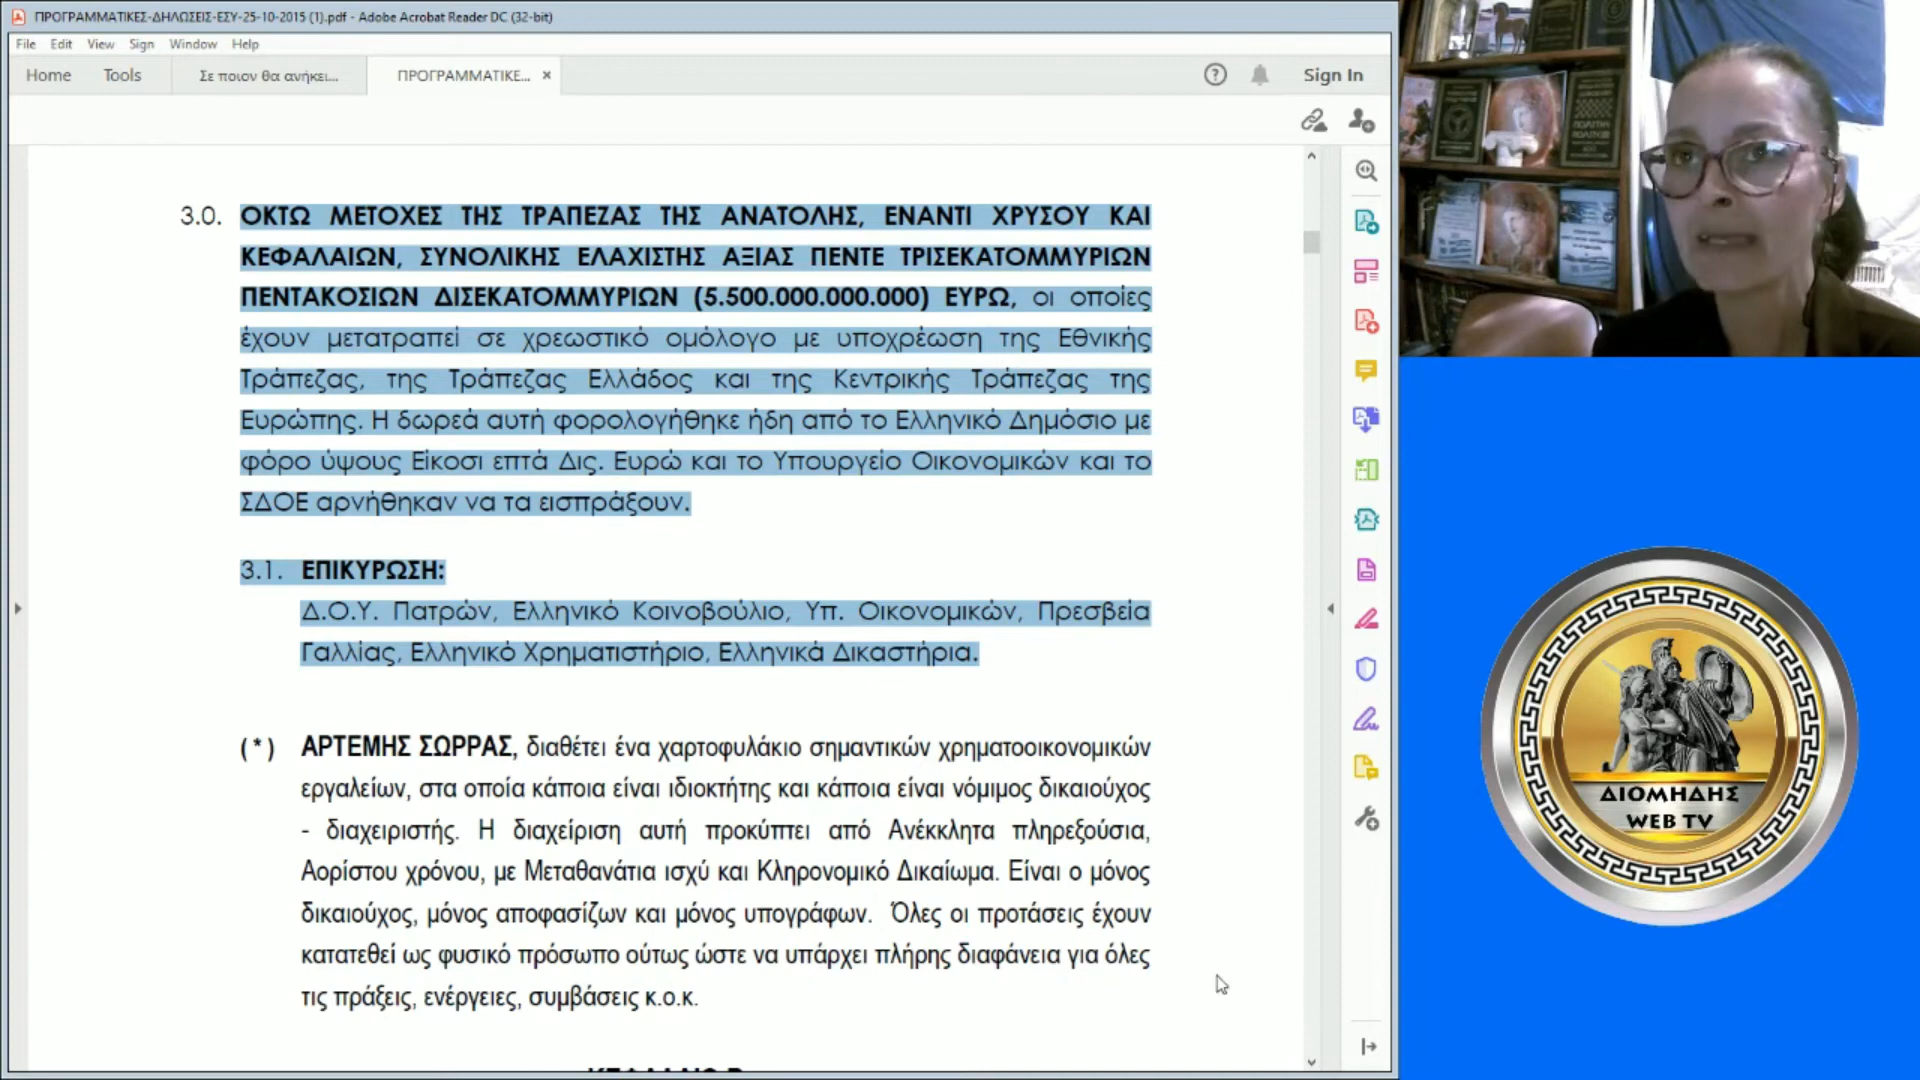 ΠΡΟΓΡΑΜΜΑΤΙΚΕΣ-ΔΗΛΩΣΕΙΣ-ΕΣΥ-25-10-2015 (1).pdf - Adobe Acrobat Reader DC (32-bit)
File Edit View Sign Window Help
Home Tools Σε ποιον θα ανήκει... ΠΡΟΓΡΑΜΜΑΤΙΚΕ... × Sign In
3.0. ΟΚΤΩ ΜΕΤΟΧΕΣ ΤΗΣ ΤΡΑΠΕΖΑΣ ΤΗΣ ΑΝΑΤΟΛΗΣ, ΕΝΑΝΤΙ ΧΡΥΣΟΥ ΚΑΙ
ΚΕΦΑΛΑΙΩΝ, ΣΥΝΟΛΙΚΗΣ ΕΛΑΧΙΣΤΗΣ ΑΞΙΑΣ ΠΕΝΤΕ ΤΡΙΣΕΚΑΤΟΜΜΥΡΙΩΝ
ΠΕΝΤΑΚΟΣΙΩΝ ΔΙΣΕΚΑΤΟΜΜΥΡΙΩΝ (5.500.000.000.000) ΕΥΡΩ, οι οποίες
έχουν μετατραπεί σε χρεωστικό ομόλογο με υποχρέωση της Εθνικής
Τράπεζας, της Τράπεζας Ελλάδος και της Κεντρικής Τράπεζας της
Ευρώπης. Η δωρεά αυτή φορολογήθηκε ήδη από το Ελληνικό Δημόσιο με
φόρο ύψους Είκοσι επτά Δις. Ευρώ και το Υπουργείο Οικονομικών και το
ΣΔΟΕ αρνήθηκαν να τα εισπράξουν.
3.1. ΕΠΙΚΥΡΩΣΗ:
Δ.Ο.Υ. Πατρών, Ελληνικό Κοινοβούλιο, Υπ. Οικονομικών, Πρεσβεία
Γαλλίας, Ελληνικό Χρηματιστήριο, Ελληνικά Δικαστήρια.
(*) ΑΡΤΕΜΗΣ ΣΩΡΡΑΣ, διαθέτει ένα χαρτοφυλάκιο σημαντικών χρηματοοικονομικών
εργαλείων, στα οποία κάποια είναι ιδιοκτήτης και κάποια είναι νόμιμος δικαιούχος
- διαχειριστής. Η διαχείριση αυτή προκύπτει από Ανέκκλητα πληρεξούσια,
Αορίστου χρόνου, με Μεταθανάτια ισχύ και Κληρονομικό Δικαίωμα. Είναι ο μόνος
δικαιούχος, μόνος αποφασίζων και μόνος υπογράφων. Όλες οι προτάσεις έχουν
κατατεθεί ως φυσικό πρόσωπο ούτως ώστε να υπάρχει πλήρης διαφάνεια για όλες
τις πράξεις, ενέργειες, συμβάσεις κ.ο.κ.
ΔΙΟΜΗΔΗΣ
WEB TV